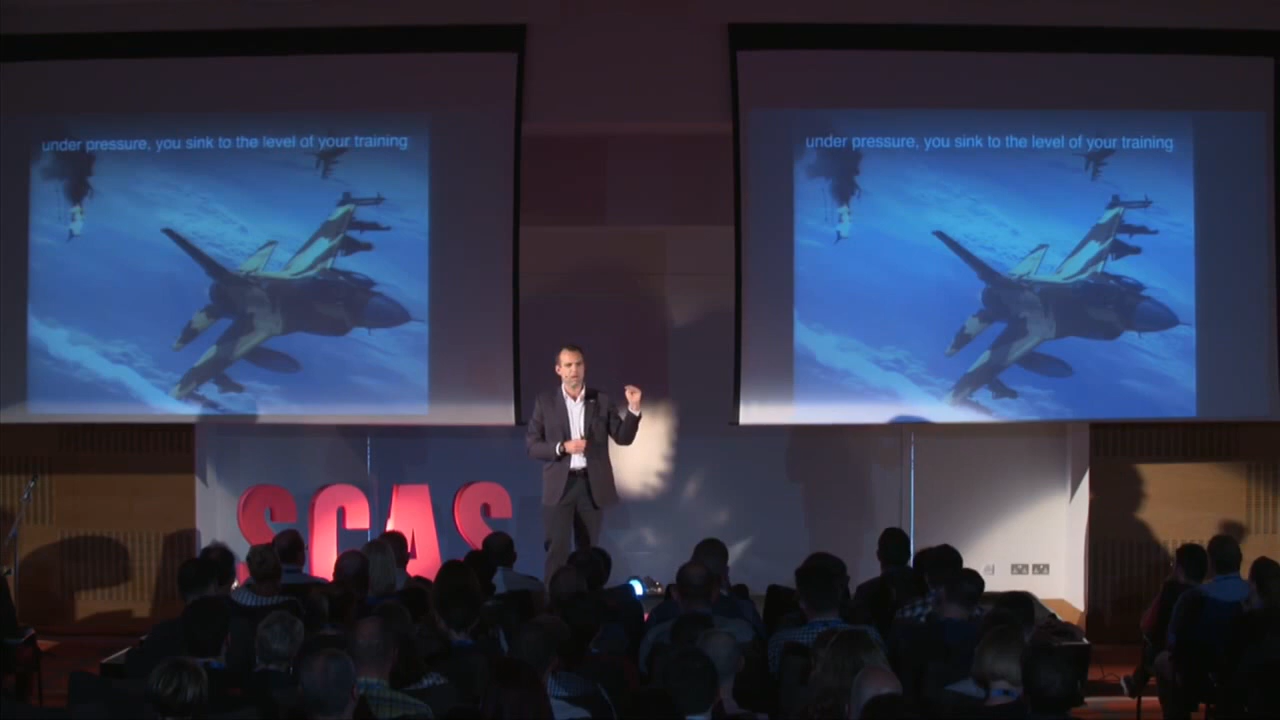 under pressure, you sink to the level of your training
under pressure, you sink to the level of your training
SCAS